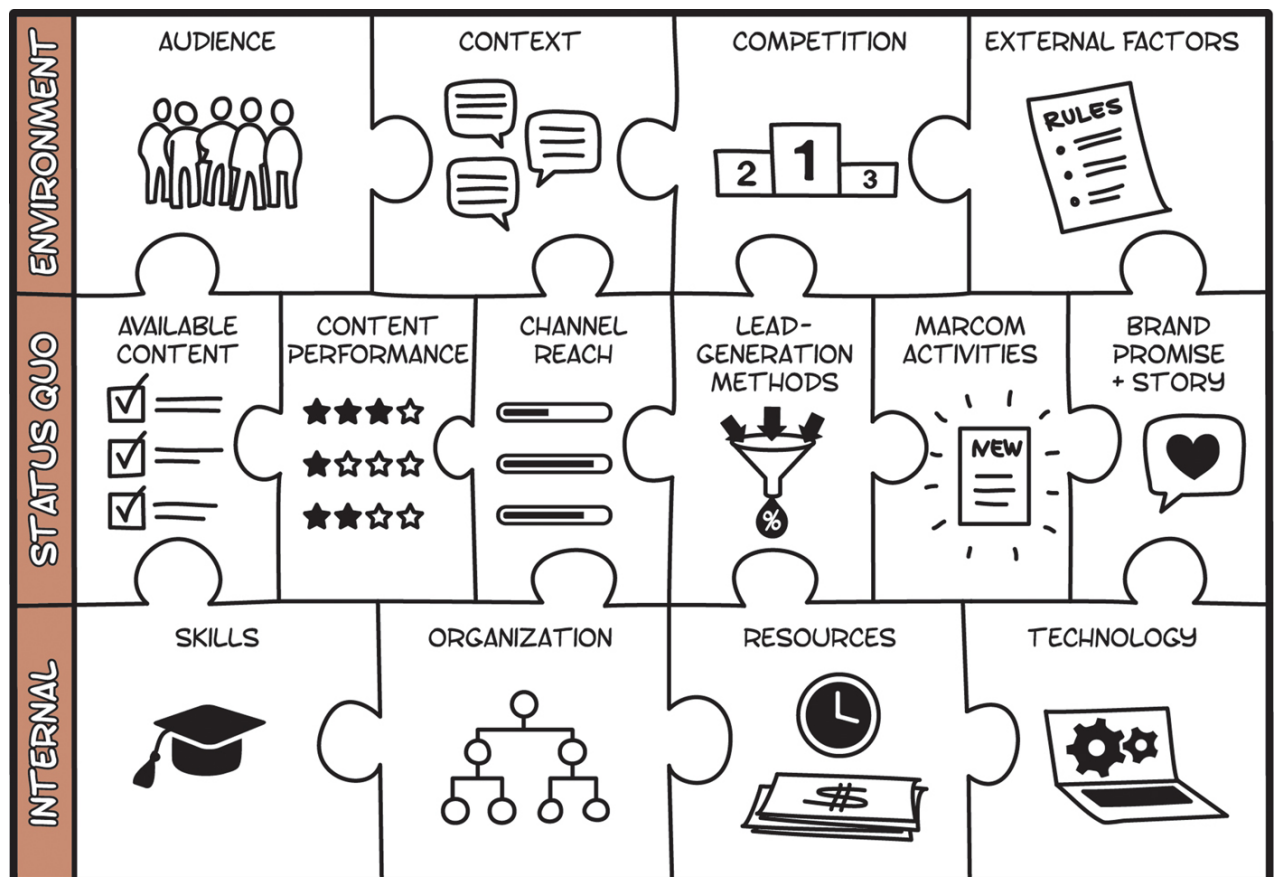 ENVIRONMENT
AUDIENCE
CONTEXT
COMPETITION
EXTERNAL FACTORS
RULES
2
1
3
STATUS QUO
AVAILABLE
CONTENT
CONTENT
PERFORMANCE
CHANNEL
REACH
LEAD-
GENERATION
METHODS
%
MARCOM
ACTIVITIES
NEW
BRAND
PROMISE
+ STORY
INTERNAL
SKILLS
ORGANIZATION
RESOURCES
$
TECHNOLOGY